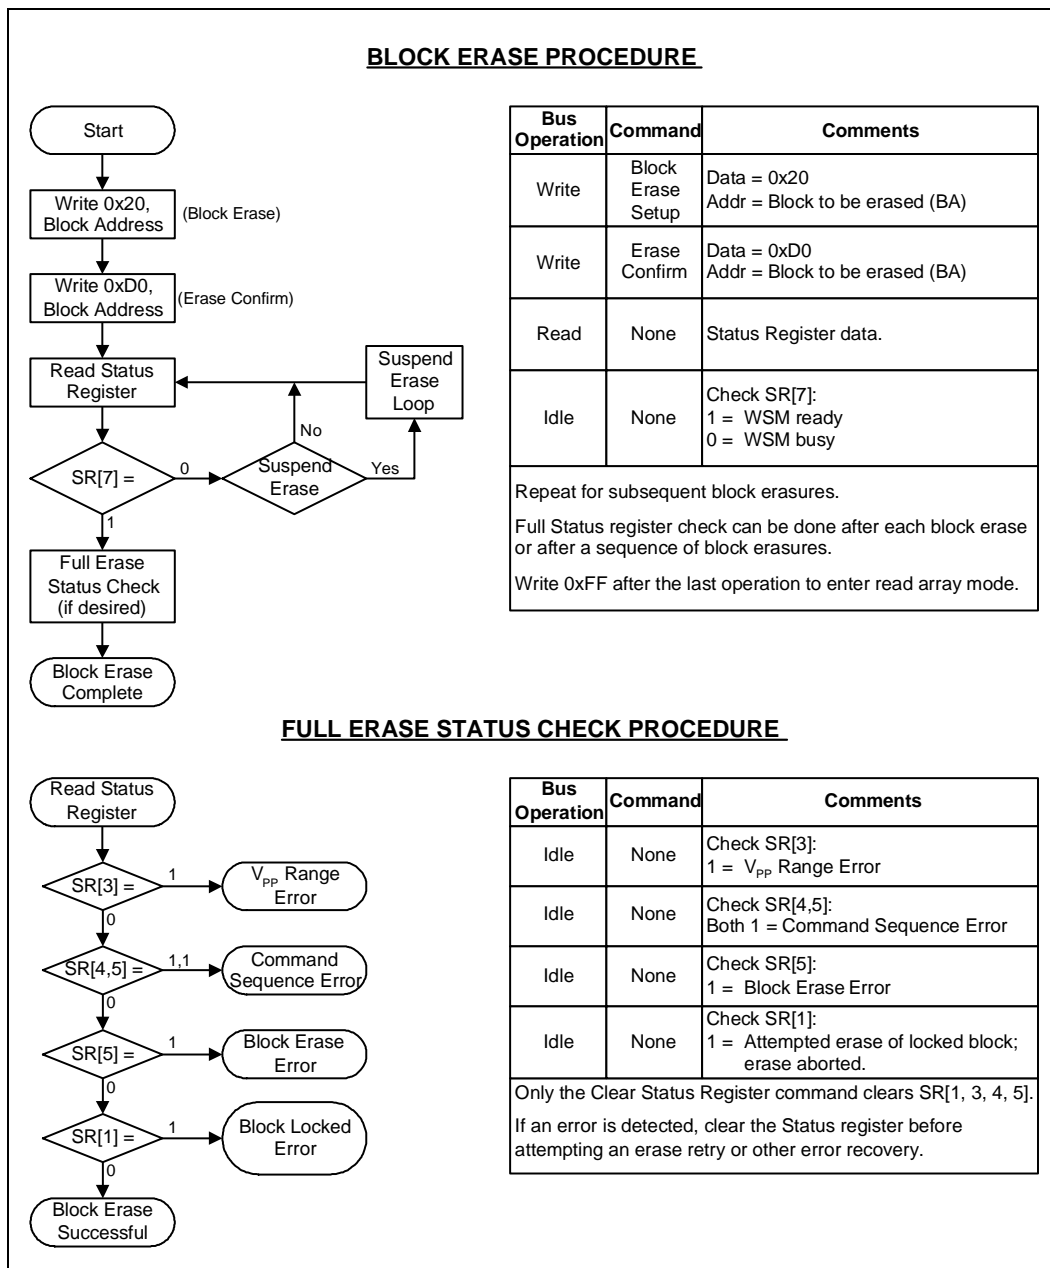 BLOCK ERASE PROCEDURE
Start
Write 0x20,
Block Address
(Block Erase)
Write 0xD0,
Block Address
(Erase Confirm)
Read Status
Register
Suspend
Erase
Loop
No
SR[7] =
0
Suspend
Erase
Yes
1
Full Erase
Status Check
(if desired)
Block Erase
Complete
Bus
Operation
Command
Comments
Write
Block
Erase
Setup
Data = 0x20
Addr = Block to be erased (BA)
Write
Erase
Confirm
Data = 0xD0
Addr = Block to be erased (BA)
Read
None
Status Register data.
Idle
None
Check SR[7]:
1 = WSM ready
0 = WSM busy
Repeat for subsequent block erasures.
Full Status register check can be done after each block erase
or after a sequence of block erasures.
Write 0xFF after the last operation to enter read array mode.
FULL ERASE STATUS CHECK PROCEDURE
Read Status
Register
SR[3] =
1
VPP Range
Error
0
SR[4,5] =
1,1
Command
Sequence Error
0
SR[5] =
1
Block Erase
Error
0
SR[1] =
1
Block Locked
Error
0
Block Erase
Successful
Bus
Operation
Command
Comments
Idle
None
Check SR[3]:
1 = VPP Range Error
Idle
None
Check SR[4,5]:
Both 1 = Command Sequence Error
Idle
None
Check SR[5]:
1 = Block Erase Error
Idle
None
Check SR[1]:
1 = Attempted erase of locked block;
erase aborted.
Only the Clear Status Register command clears SR[1, 3, 4, 5].
If an error is detected, clear the Status register before
attempting an erase retry or other error recovery.